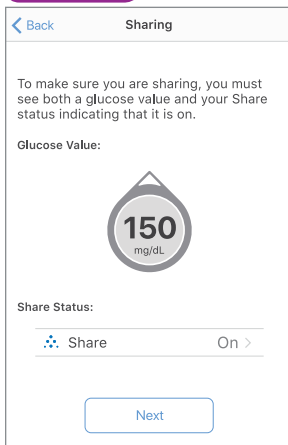 Back
Sharing
To make sure you are sharing, you must
see both a glucose value and your Share
status indicating that it is on.
Glucose Value:
150
mg/dL
Share Status:
Share On
Next